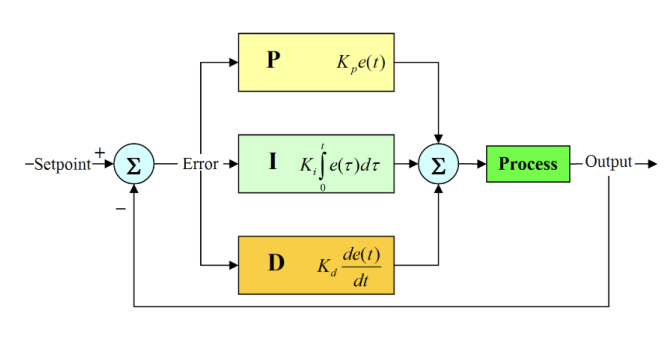 P K_p e(t)
Setpoint + Σ Error I K_i ∫_0^t e(τ)dτ Σ Process Output
−
D K_d de(t)/dt